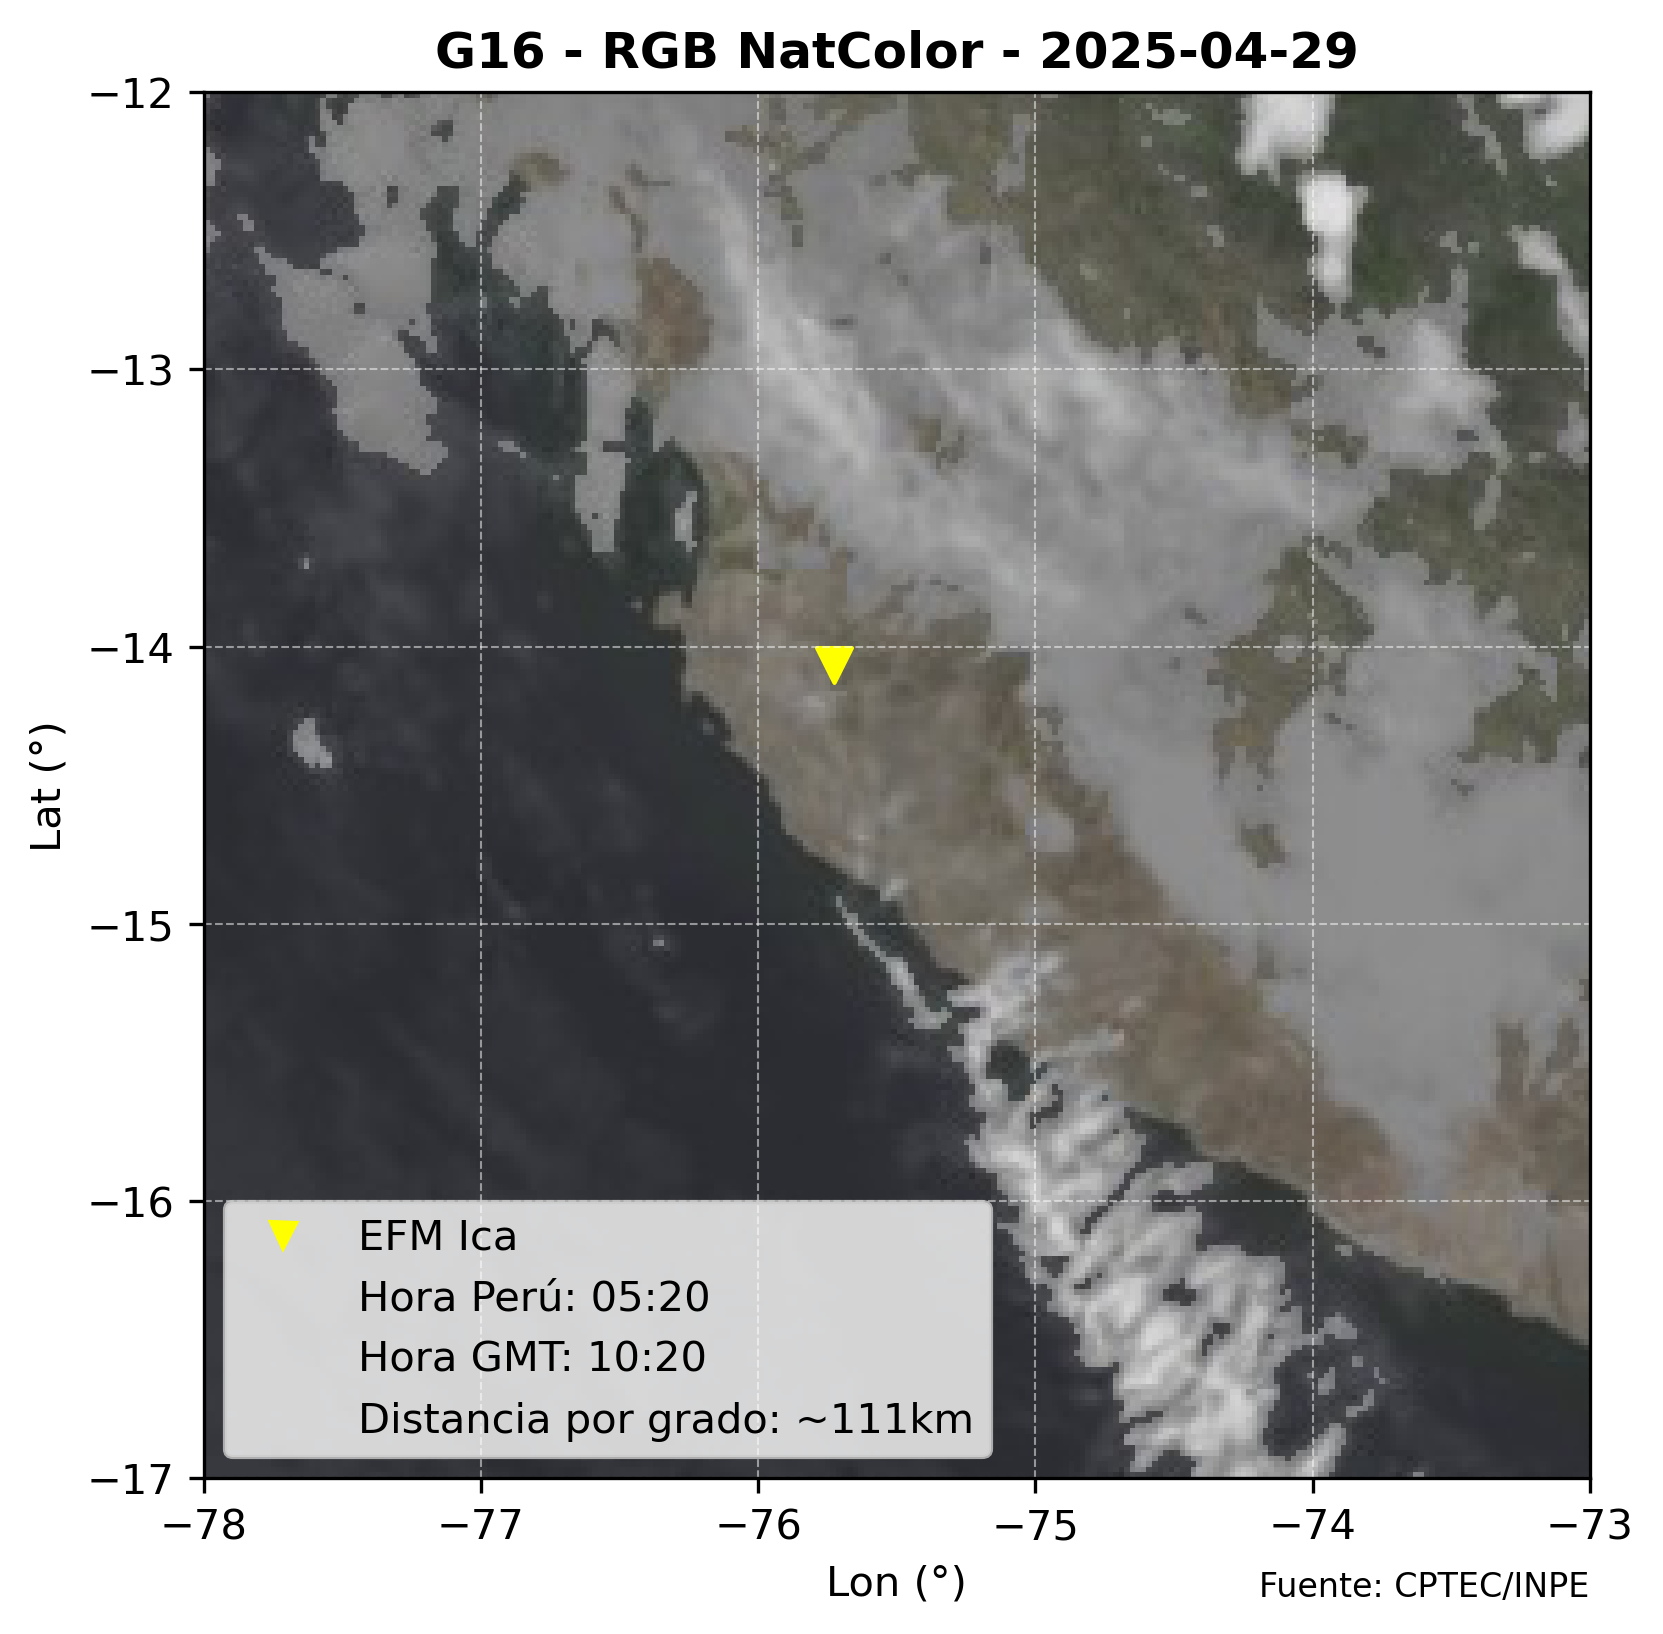 G16 - RGB NatColor - 2025-04-29
−12
−13
−14
−15
−16
−17
Lat (°)
EFM Ica
Hora Perú: 05:20
Hora GMT: 10:20
Distancia por grado: ~111km
−78
−77
−76
−75
−74
−73
Lon (°)
Fuente: CPTEC/INPE